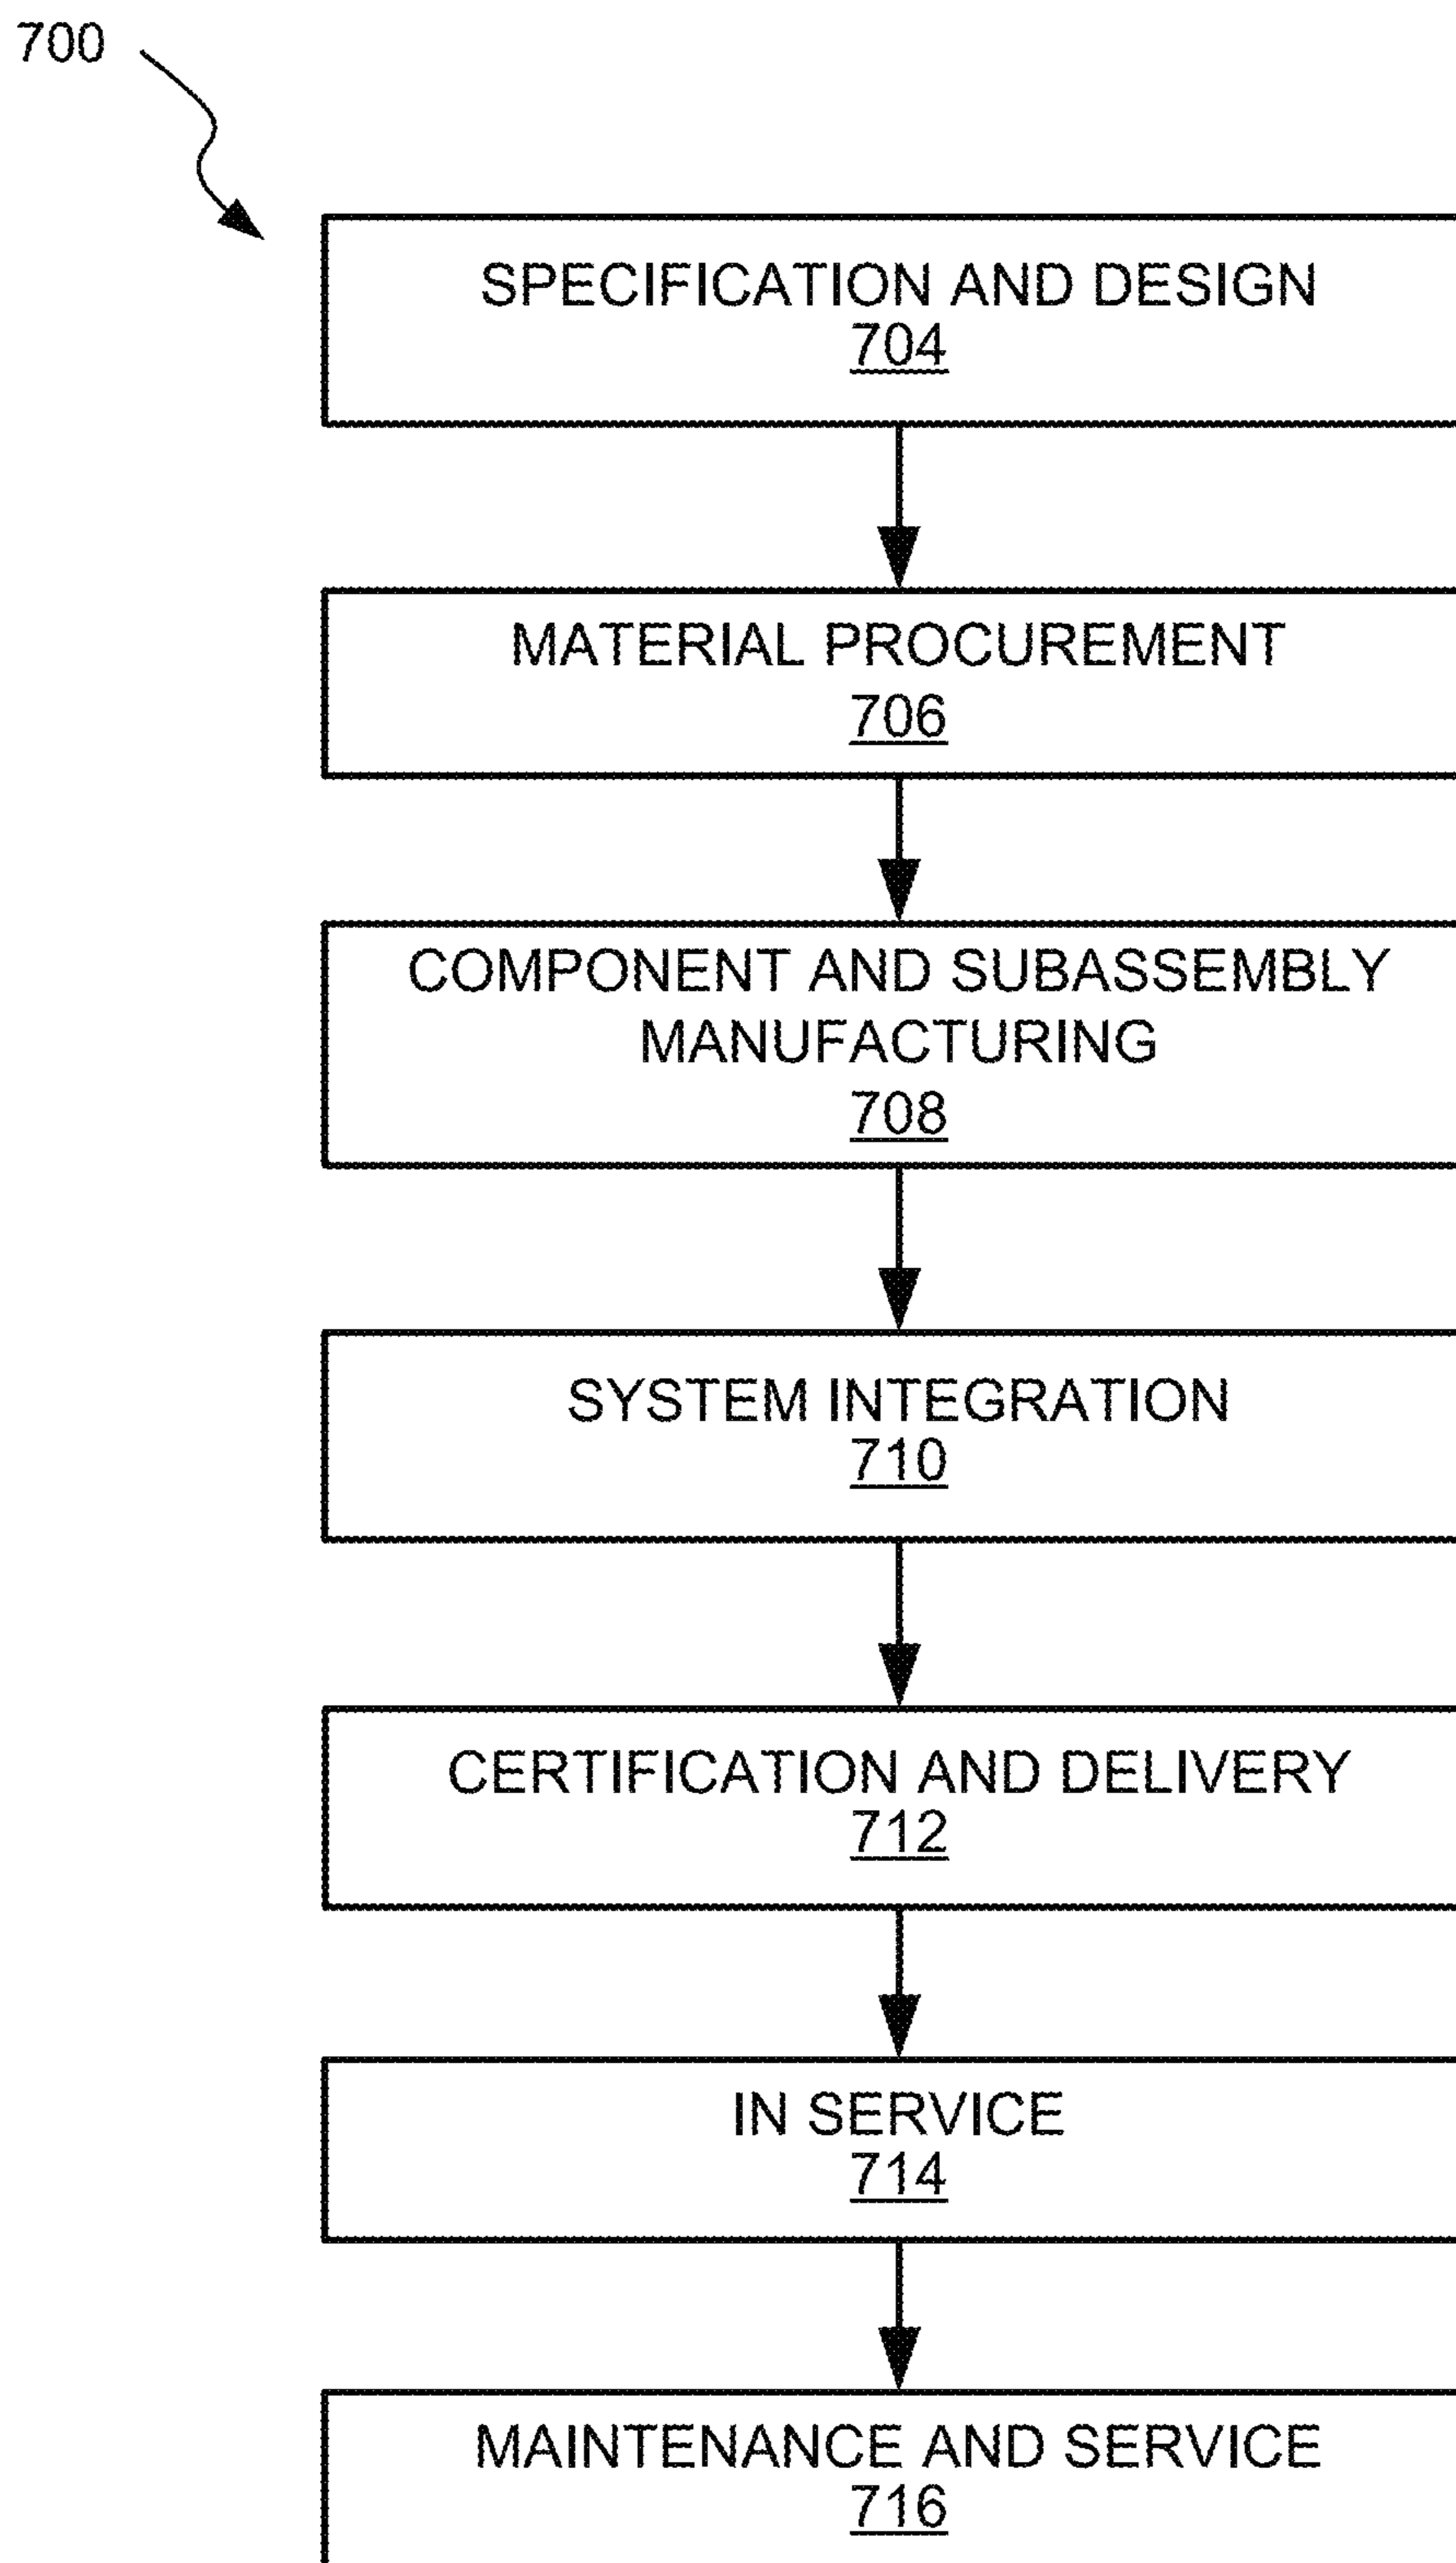 700
SPECIFICATION AND DESIGN
704
MATERIAL PROCUREMENT
706
COMPONENT AND SUBASSEMBLY
MANUFACTURING
708
SYSTEM INTEGRATION
710
CERTIFICATION AND DELIVERY
712
IN SERVICE
714
MAINTENANCE AND SERVICE
716